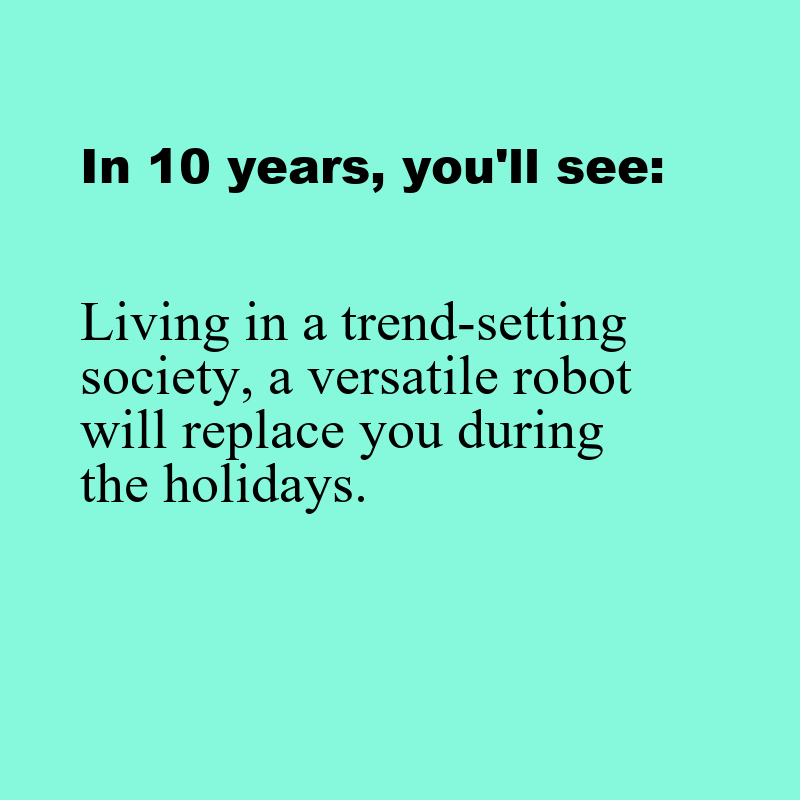 In 10 years, you'll see:
Living in a trend-setting
society, a versatile robot
will replace you during
the holidays.